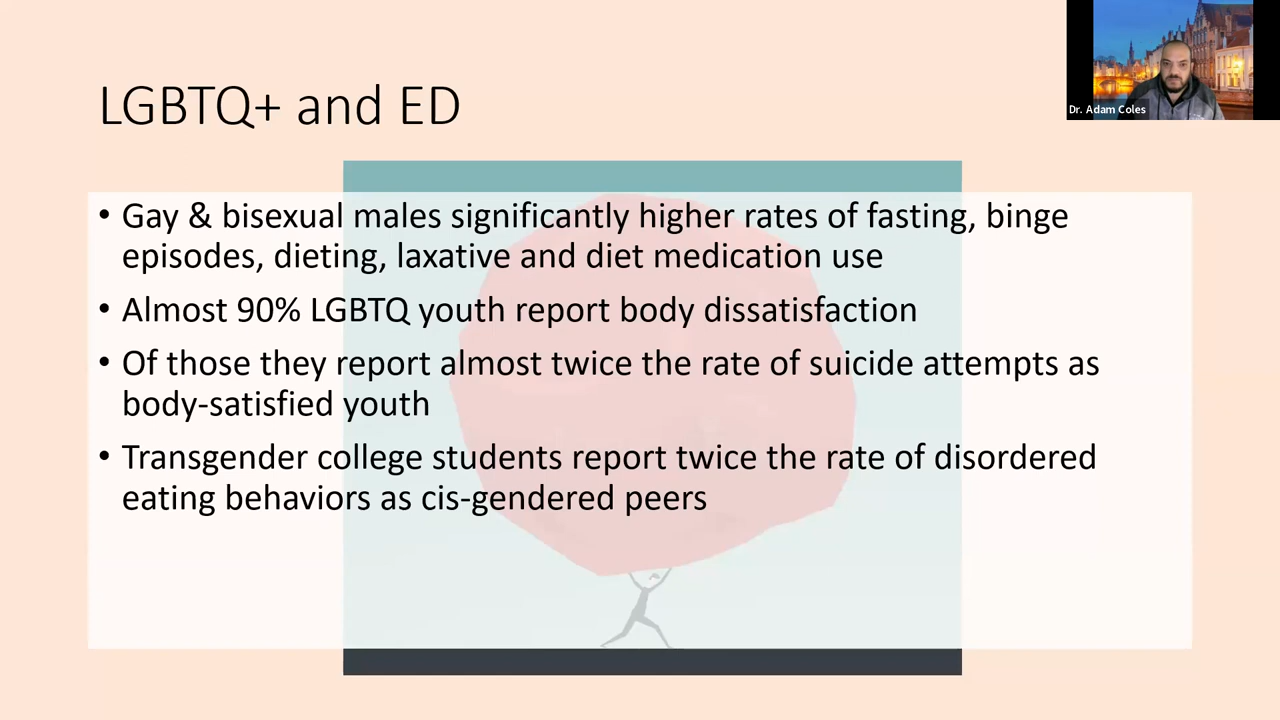 LGBTQ+ and ED
Dr. Adam Coles
• Gay & bisexual males significantly higher rates of fasting, binge
episodes, dieting, laxative and diet medication use
• Almost 90% LGBTQ youth report body dissatisfaction
• Of those they report almost twice the rate of suicide attempts as
body-satisfied youth
• Transgender college students report twice the rate of disordered
eating behaviors as cis-gendered peers